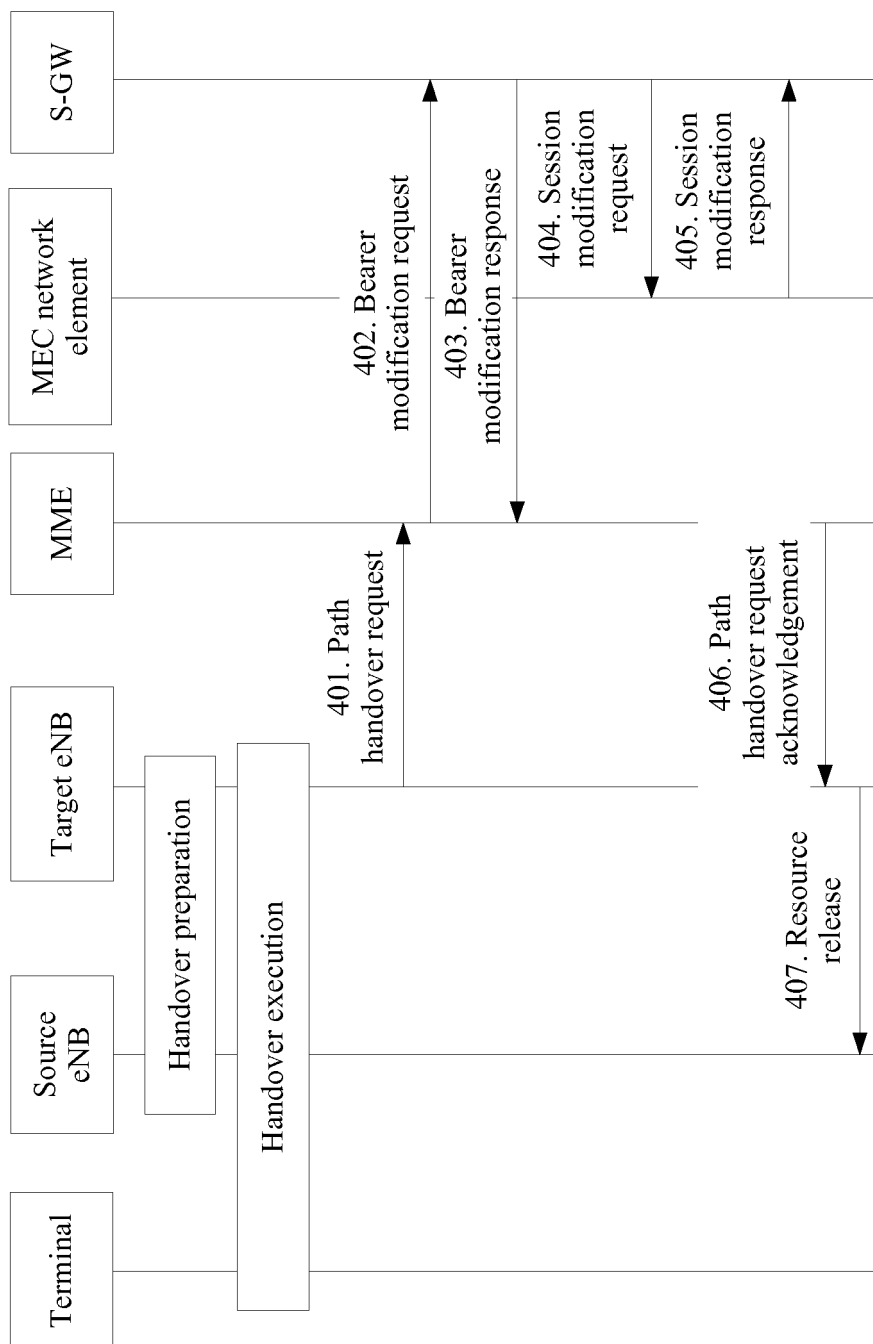 Terminal
Source
eNB
Target eNB
MME
MEC network
element
S-GW
Handover preparation
Handover execution
401. Path
handover request
402. Bearer
modification request
403. Bearer
modification response
404. Session
modification
request
405. Session
modification
response
406. Path
handover request
acknowledgement
407. Resource
release